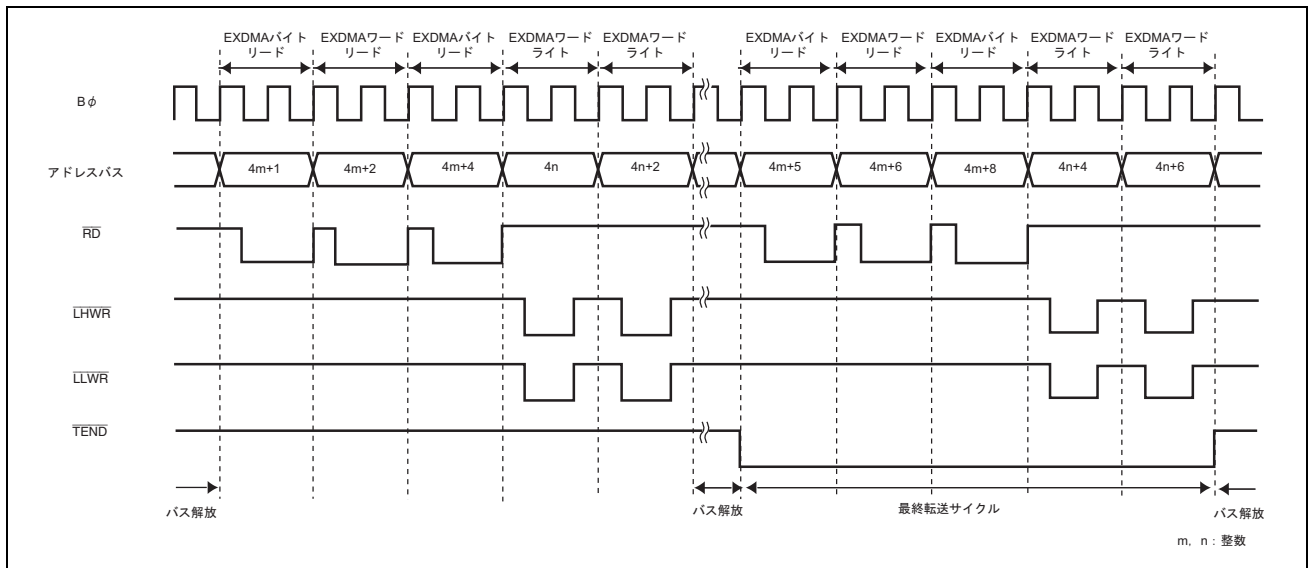 EXDMAバイト EXDMAワード EXDMAバイト EXDMAワード EXDMAワード EXDMAバイト EXDMAワード EXDMAバイト EXDMAワード EXDMAワード
リード リード リード ライト ライト リード リード リード ライト ライト
Bφ
アドレスバス 4m+1 4m+2 4m+4 4n 4n+2 4m+5 4m+6 4m+8 4n+4 4n+6
RD
LHWR
LLWR
TEND
バス解放 バス解放 最終転送サイクル バス解放
m, n : 整数